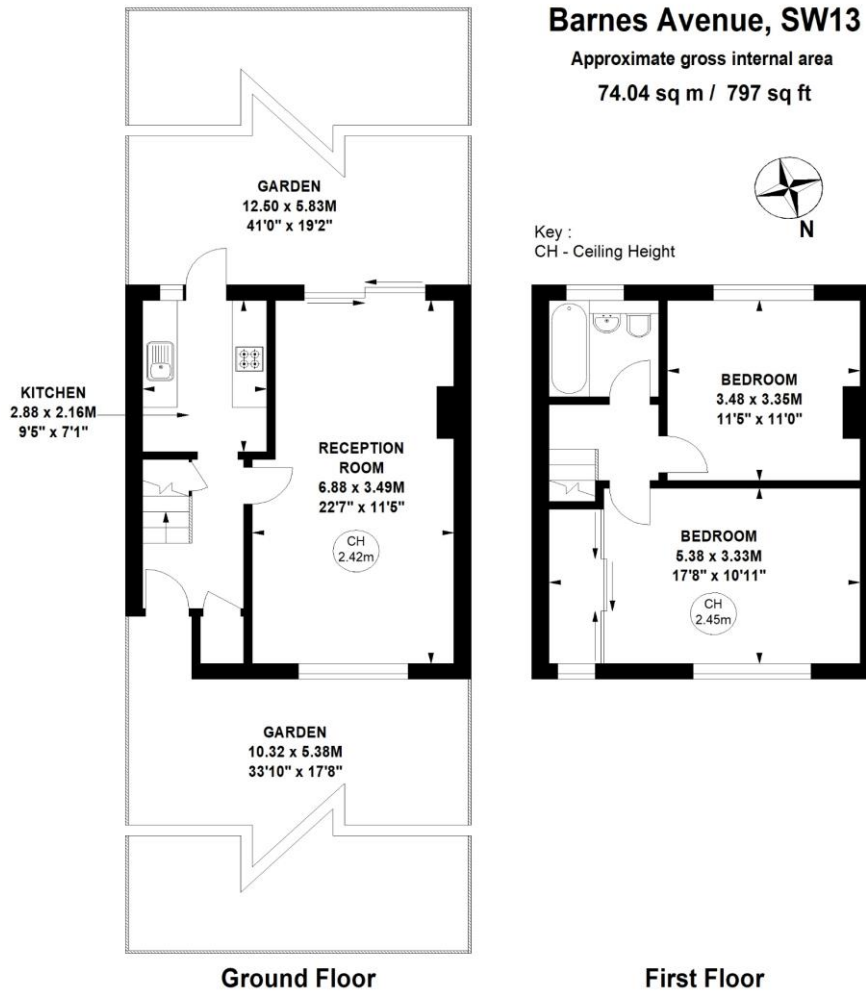 Barnes Avenue, SW13
Approximate gross internal area
74.04 sq m / 797 sq ft
N
Key :
CH - Ceiling Height
GARDEN
12.50 x 5.83M
41'0" x 19'2"
KITCHEN
2.88 x 2.16M
9'5" x 7'1"
RECEPTION
ROOM
6.88 x 3.49M
22'7" x 11'5"
CH
2.42m
GARDEN
10.32 x 5.38M
33'10" x 17'8"
Ground Floor
BEDROOM
3.48 x 3.35M
11'5" x 11'0"
BEDROOM
5.38 x 3.33M
17'8" x 10'11"
CH
2.45m
First Floor